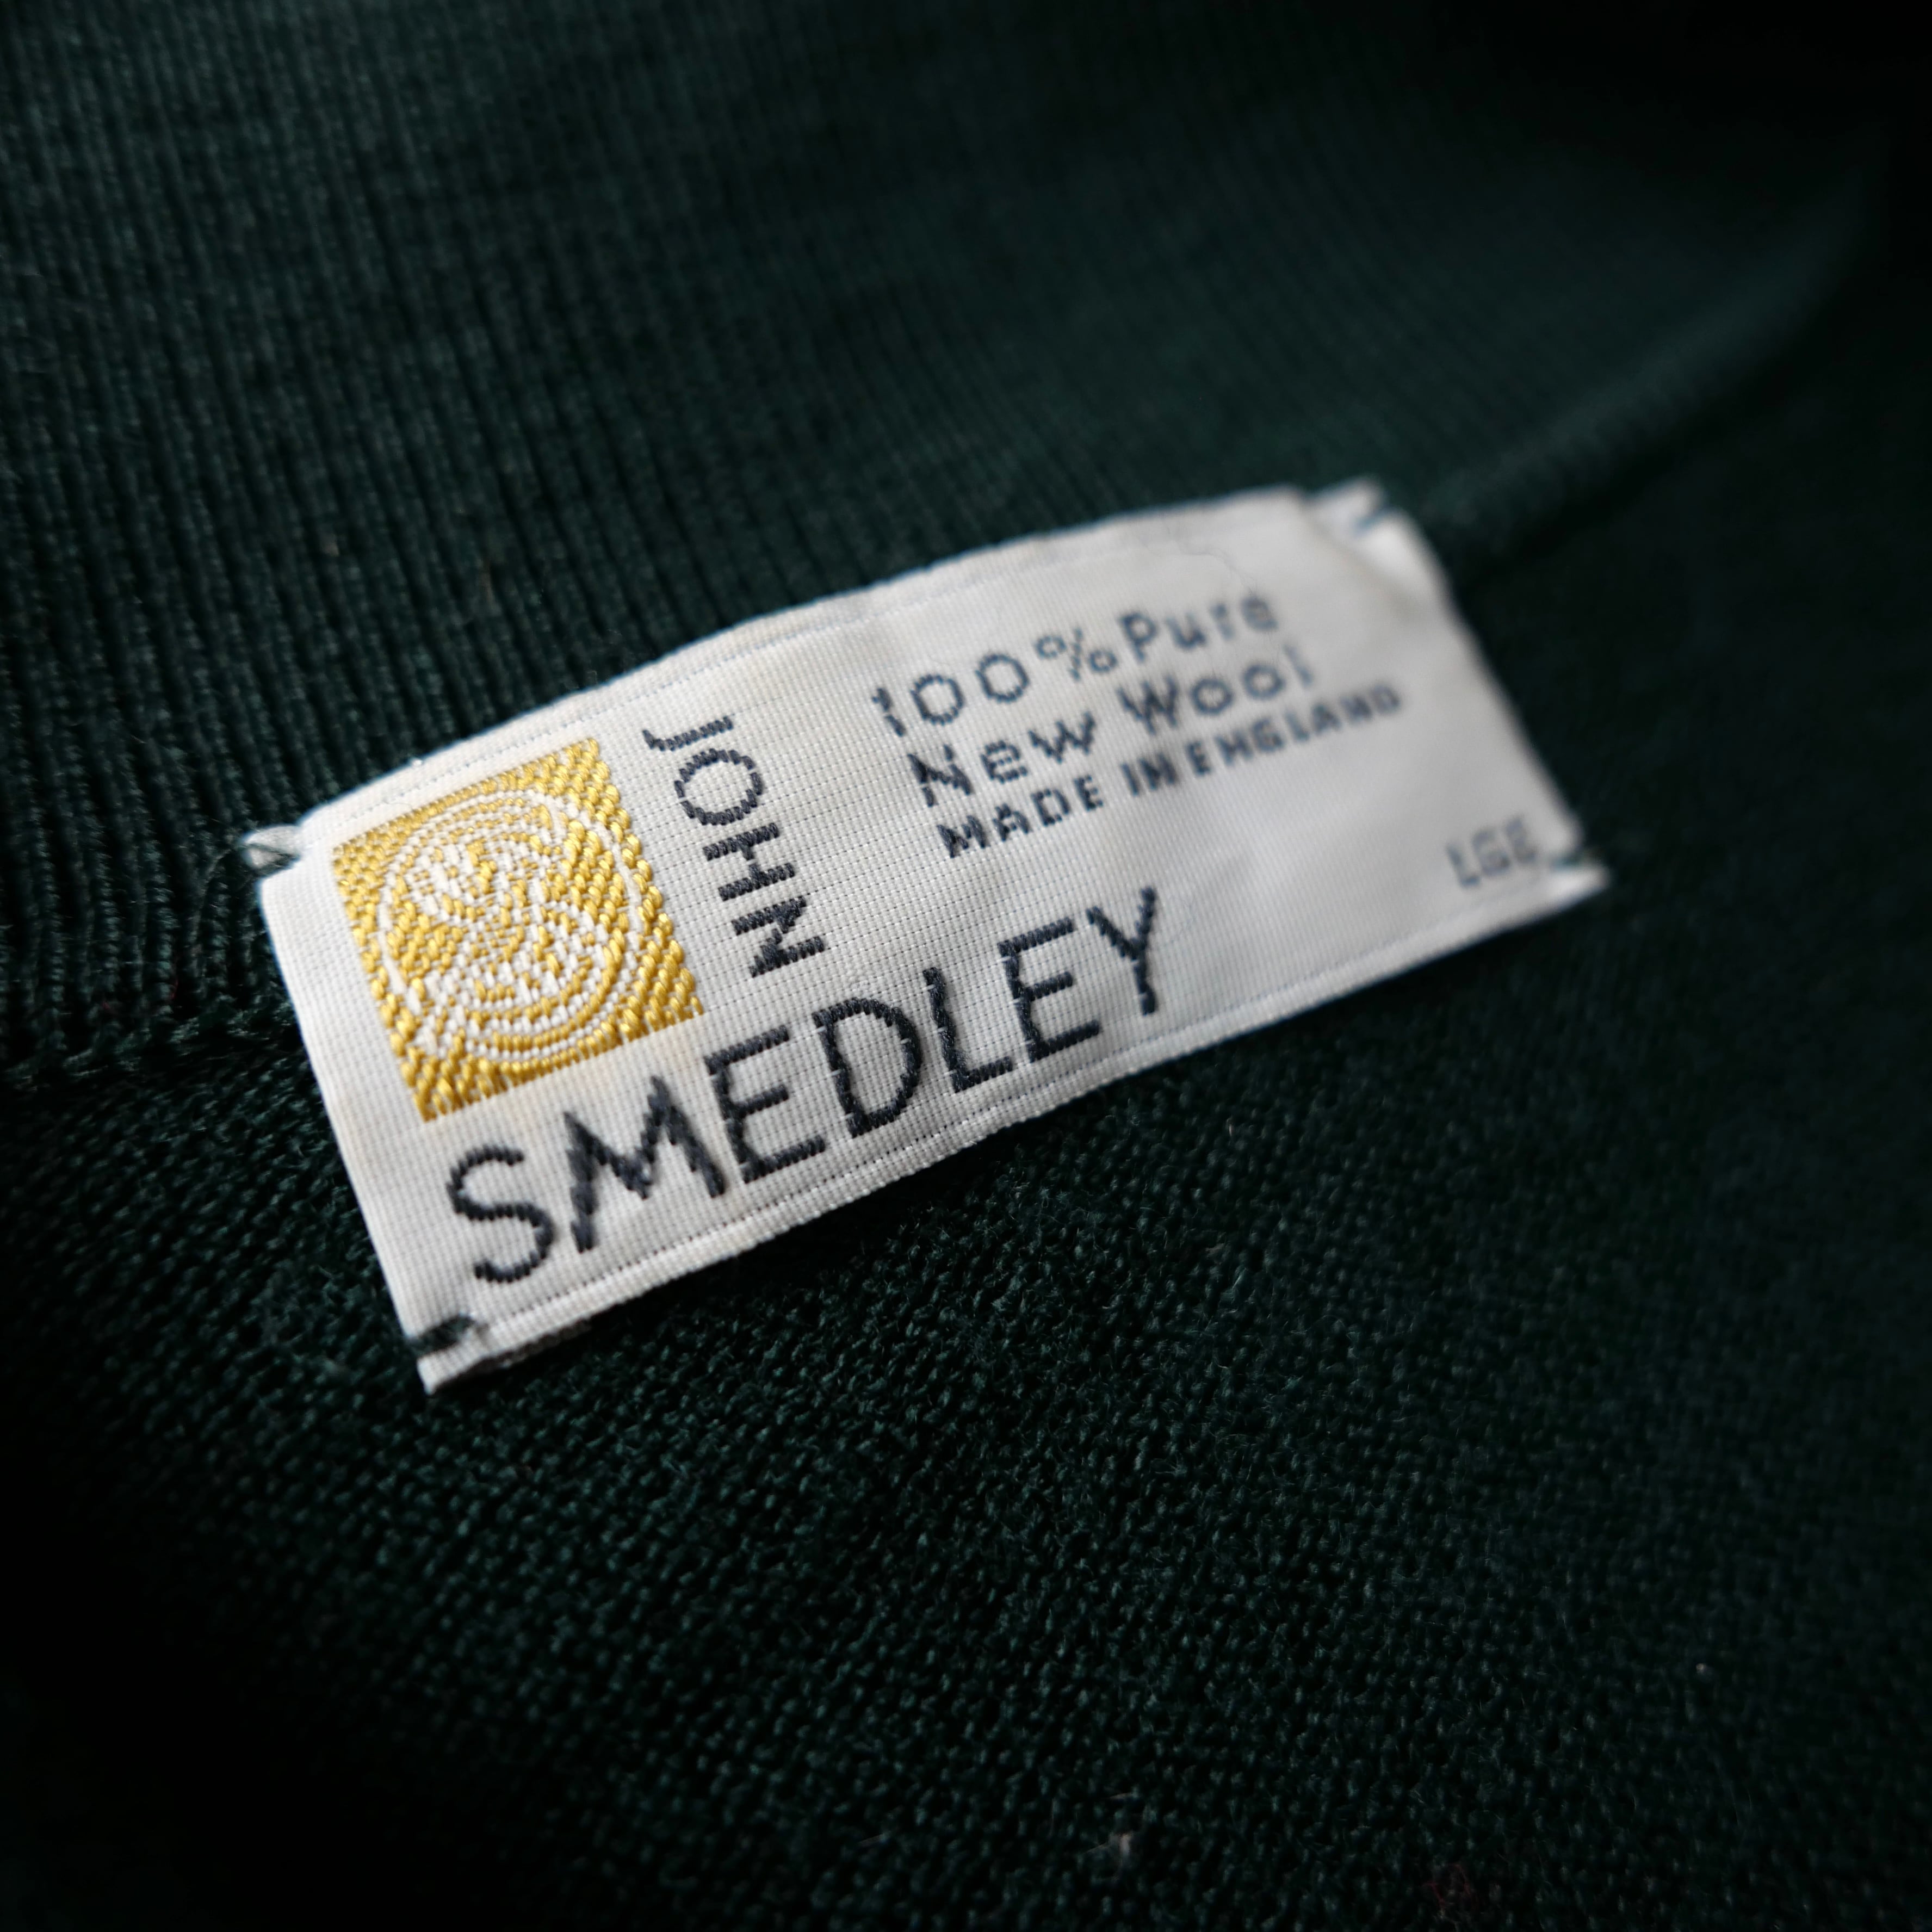 JOHN
SMEDLEY
100% Pure
New Wool
MADE IN ENGLAND
LGE